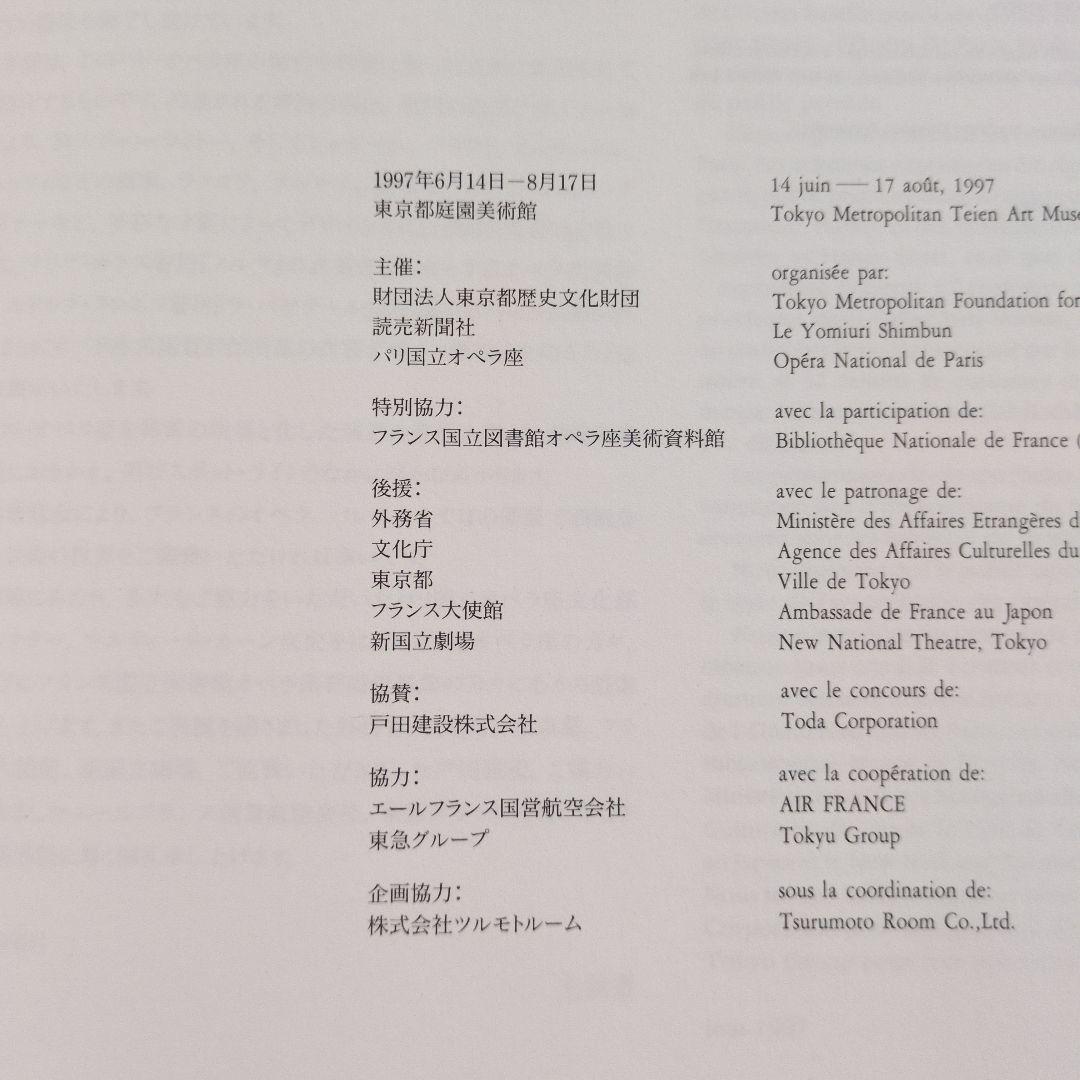 1997年6月14日－8月17日
東京都庭園美術館
主催：
財団法人東京都歴史文化財団
読売新聞社
パリ国立オペラ座
特別協力：
フランス国立図書館オペラ座美術資料館
後援：
外務省
文化庁
東京都
フランス大使館
新国立劇場
協賛：
戸田建設株式会社
協力：
エールフランス国営航空会社
東急グループ
企画協力：
株式会社ツルモトルーム
14 juin — 17 août, 1997
Tokyo Metropolitan Teien Art Muse
organisée par:
Tokyo Metropolitan Foundation for
Le Yomiuri Shimbun
Opéra National de Paris
avec la participation de:
Bibliothèque Nationale de France (
avec le patronage de:
Ministère des Affaires Etrangères d
Agence des Affaires Culturelles du
Ville de Tokyo
Ambassade de France au Japon
New National Theatre, Tokyo
avec le concours de:
Toda Corporation
avec la coopération de:
AIR FRANCE
Tokyu Group
sous la coordination de:
Tsurumoto Room Co.,Ltd.